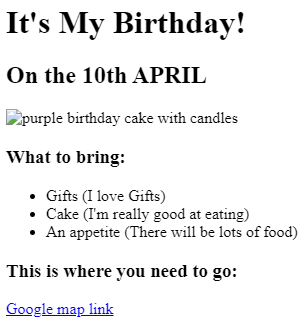 It's My Birthday!
On the 10th APRIL
purple birthday cake with candles
What to bring:
Gifts (I love Gifts)
Cake (I'm really good at eating)
An appetite (There will be lots of food)
This is where you need to go:
Google map link